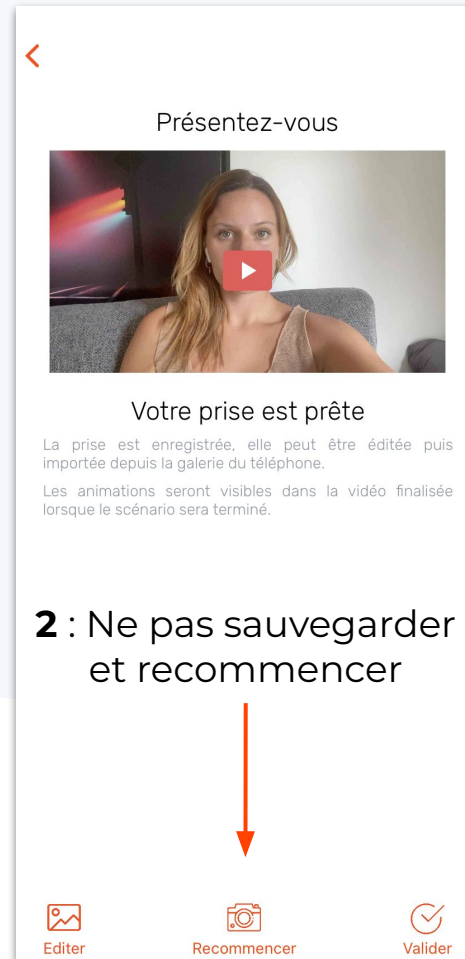 Présentez-vous
Votre prise est prête
La prise est enregistrée, elle peut être éditée puis
importée depuis la galerie du téléphone.
Les animations seront visibles dans la vidéo finalisée
lorsque le scénario sera terminé.
2 : Ne pas sauvegarder
et recommencer
Editer
Recommencer
Valider